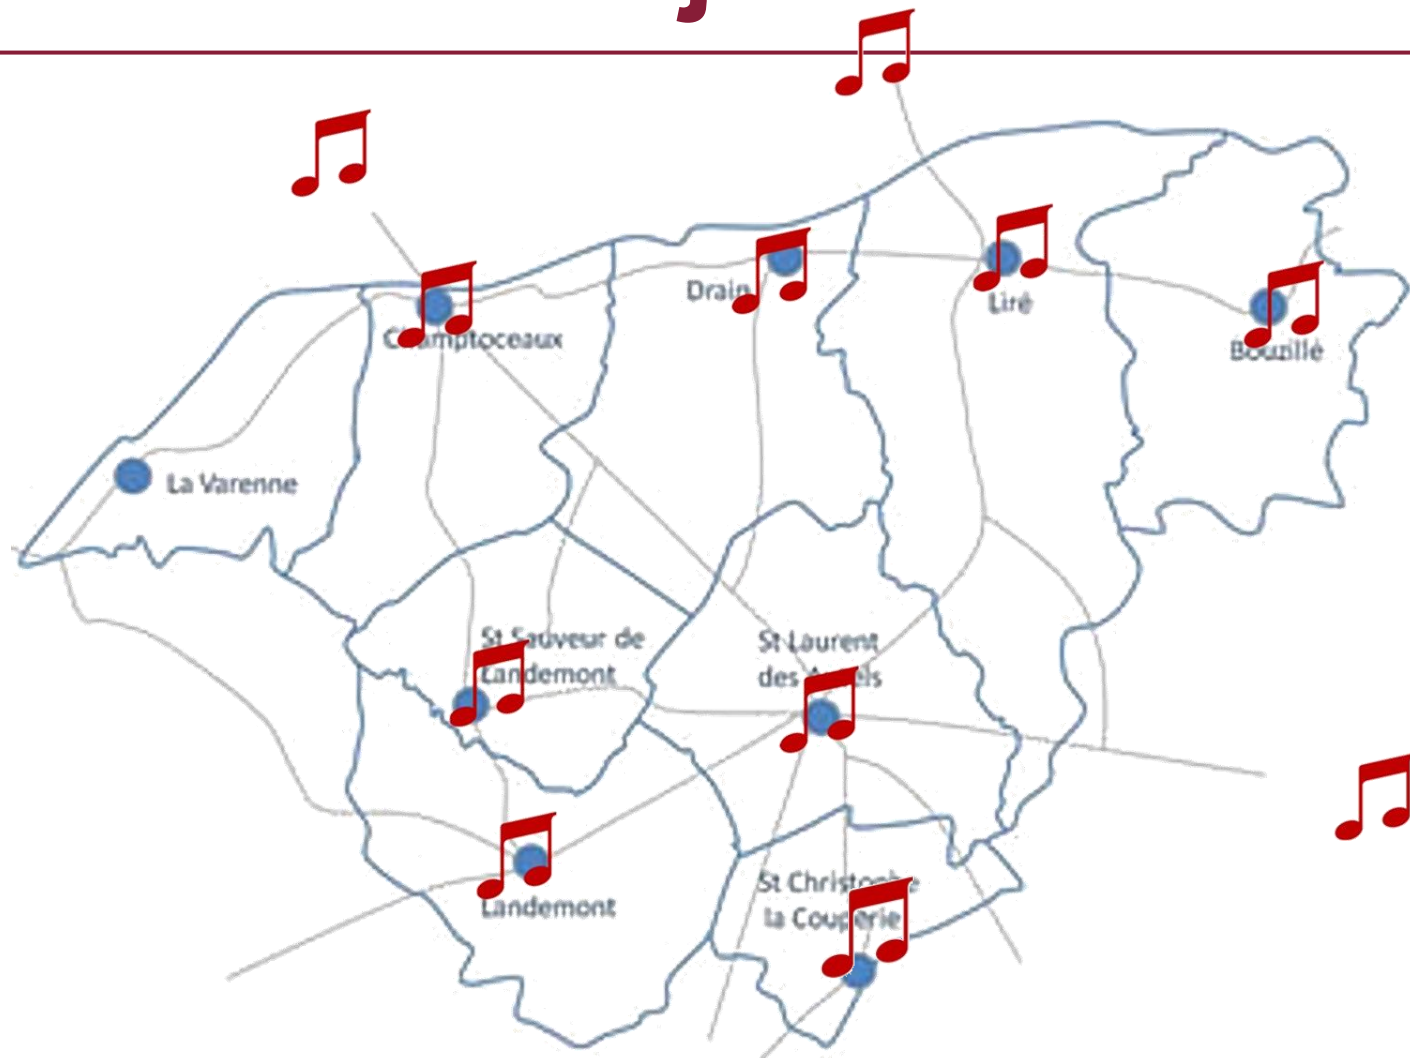 Drain
Liré
Champtoceaux
Bouzillé
La Varenne
St Sauveur de
Landemont
St Laurent
des Autels
Landemont
St Christophe
la Couperie